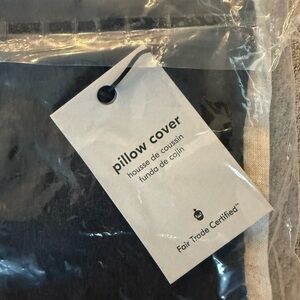 pillow cover
housse de coussin
funda de cojín
Fair Trade Certified™